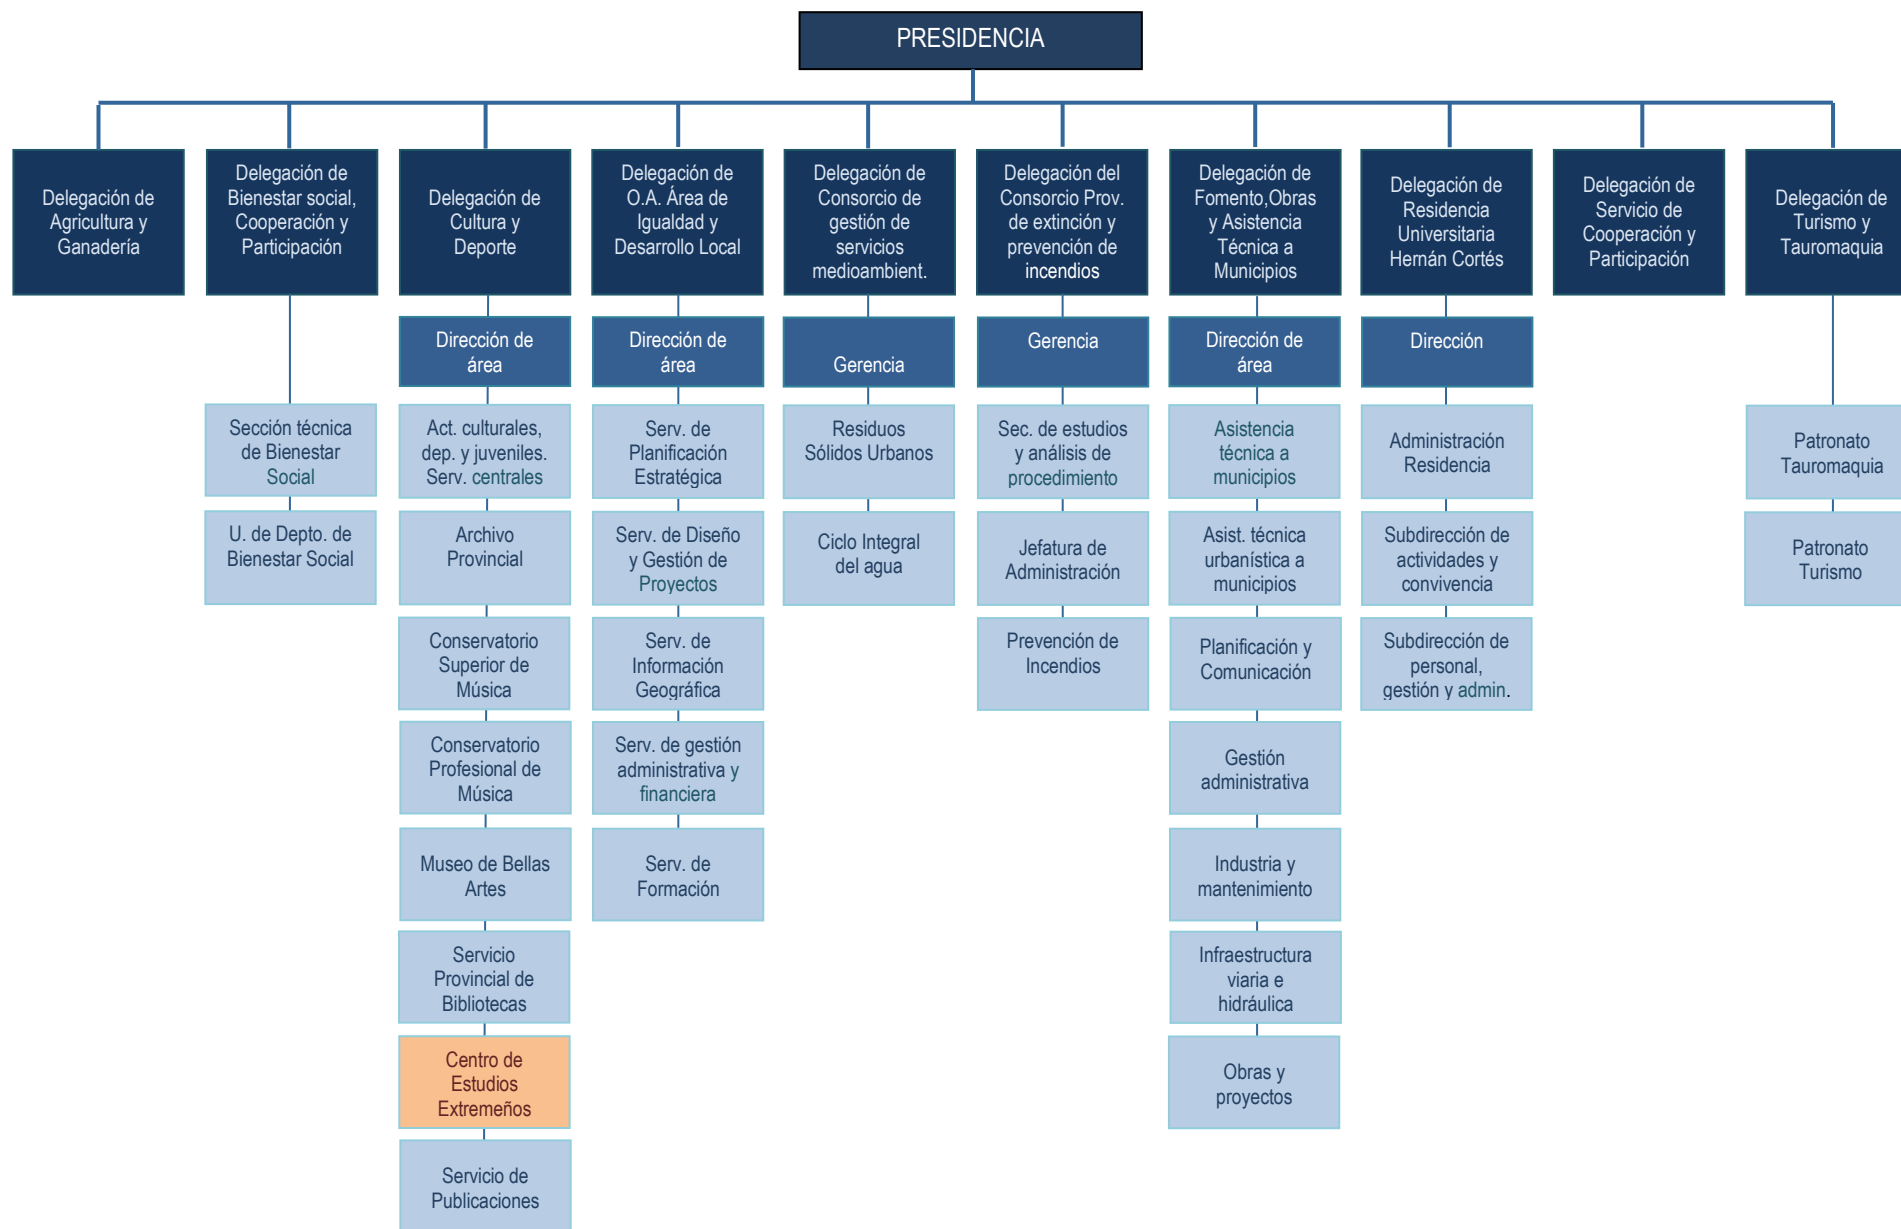 PRESIDENCIA
Delegación de
Agricultura y
Ganadería
Delegación de
Bienestar social,
Cooperación y
Participación
Delegación de
Cultura y
Deporte
Delegación de
O.A. Área de
Igualdad y
Desarrollo Local
Delegación de
Consorcio de
gestión de
servicios
medioambient.
Delegación del
Consorcio Prov.
de extinción y
prevención de
incendios
Delegación de
Fomento,Obras
y Asistencia
Técnica a
Municipios
Delegación de
Residencia
Universitaria
Hernán Cortés
Delegación de
Servicio de
Cooperación y
Participación
Delegación de
Turismo y
Tauromaquia
Dirección de
área
Dirección de
área
Gerencia
Gerencia
Dirección de
área
Dirección
Sección técnica
de Bienestar
Social
Act. culturales,
dep. y juveniles.
Serv. centrales
Serv. de
Planificación
Estratégica
Residuos
Sólidos Urbanos
Sec. de estudios
y análisis de
procedimiento
Asistencia
técnica a
municipios
Administración
Residencia
Patronato
Tauromaquia
U. de Depto. de
Bienestar Social
Archivo
Provincial
Serv. de Diseño
y Gestión de
Proyectos
Ciclo Integral
del agua
Jefatura de
Administración
Asist. técnica
urbanística a
municipios
Subdirección de
actividades y
convivencia
Patronato
Turismo
Conservatorio
Superior de
Música
Serv. de
Información
Geográfica
Prevención de
Incendios
Planificación y
Comunicación
Subdirección de
personal,
gestión y admin.
Conservatorio
Profesional de
Música
Serv. de gestión
administrativa y
financiera
Gestión
administrativa
Museo de Bellas
Artes
Serv. de
Formación
Industria y
mantenimiento
Servicio
Provincial de
Bibliotecas
Infraestructura
viaria e
hidráulica
Centro de
Estudios
Extremeños
Obras y
proyectos
Servicio de
Publicaciones